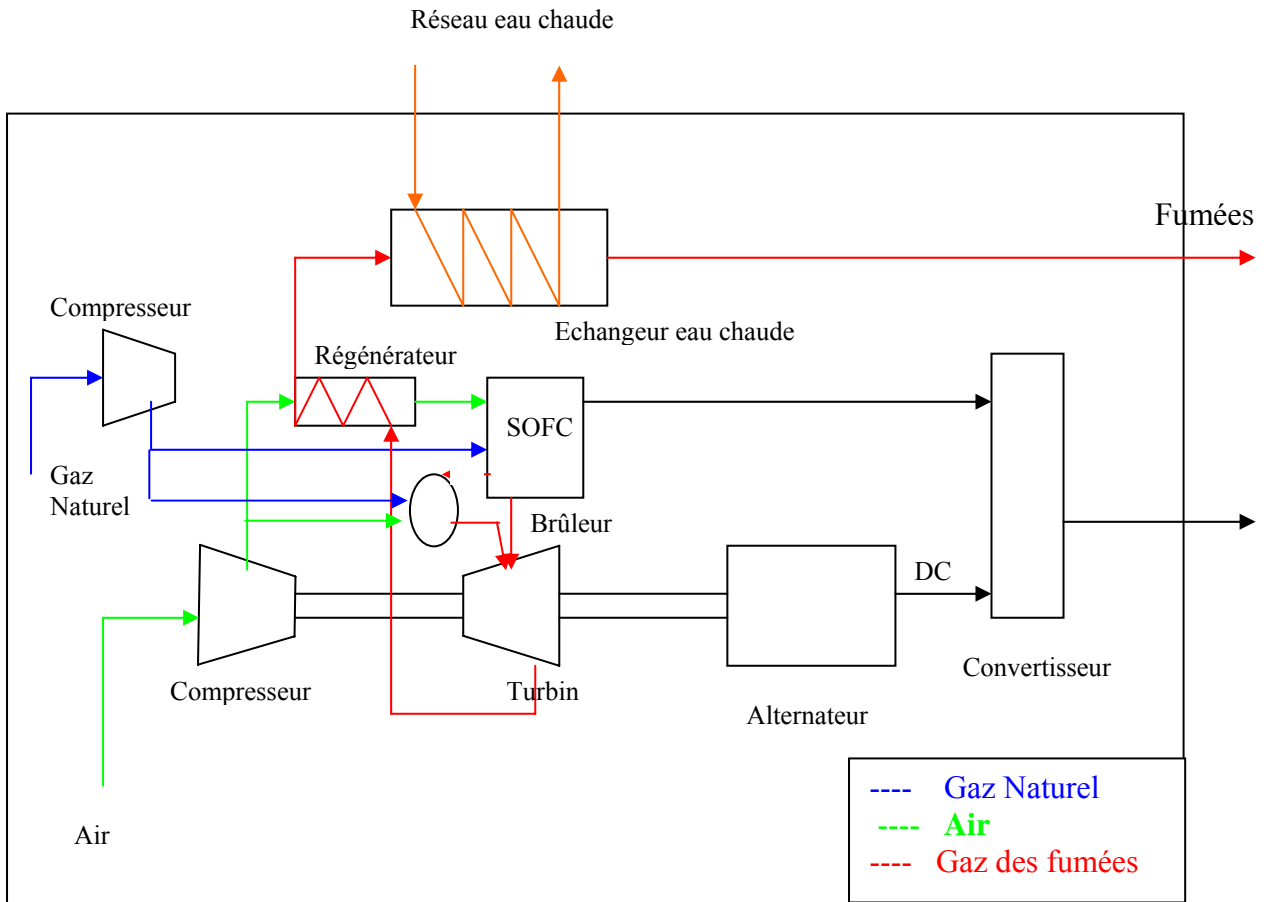 Réseau eau chaude
Fumées
Compresseur
Echangeur eau chaude
Régénérateur
SOFC
Gaz
Naturel
Brûleur
DC
Compresseur
Turbin
Convertisseur
Alternateur
Air
---- Gaz Naturel
---- Air
---- Gaz des fumées